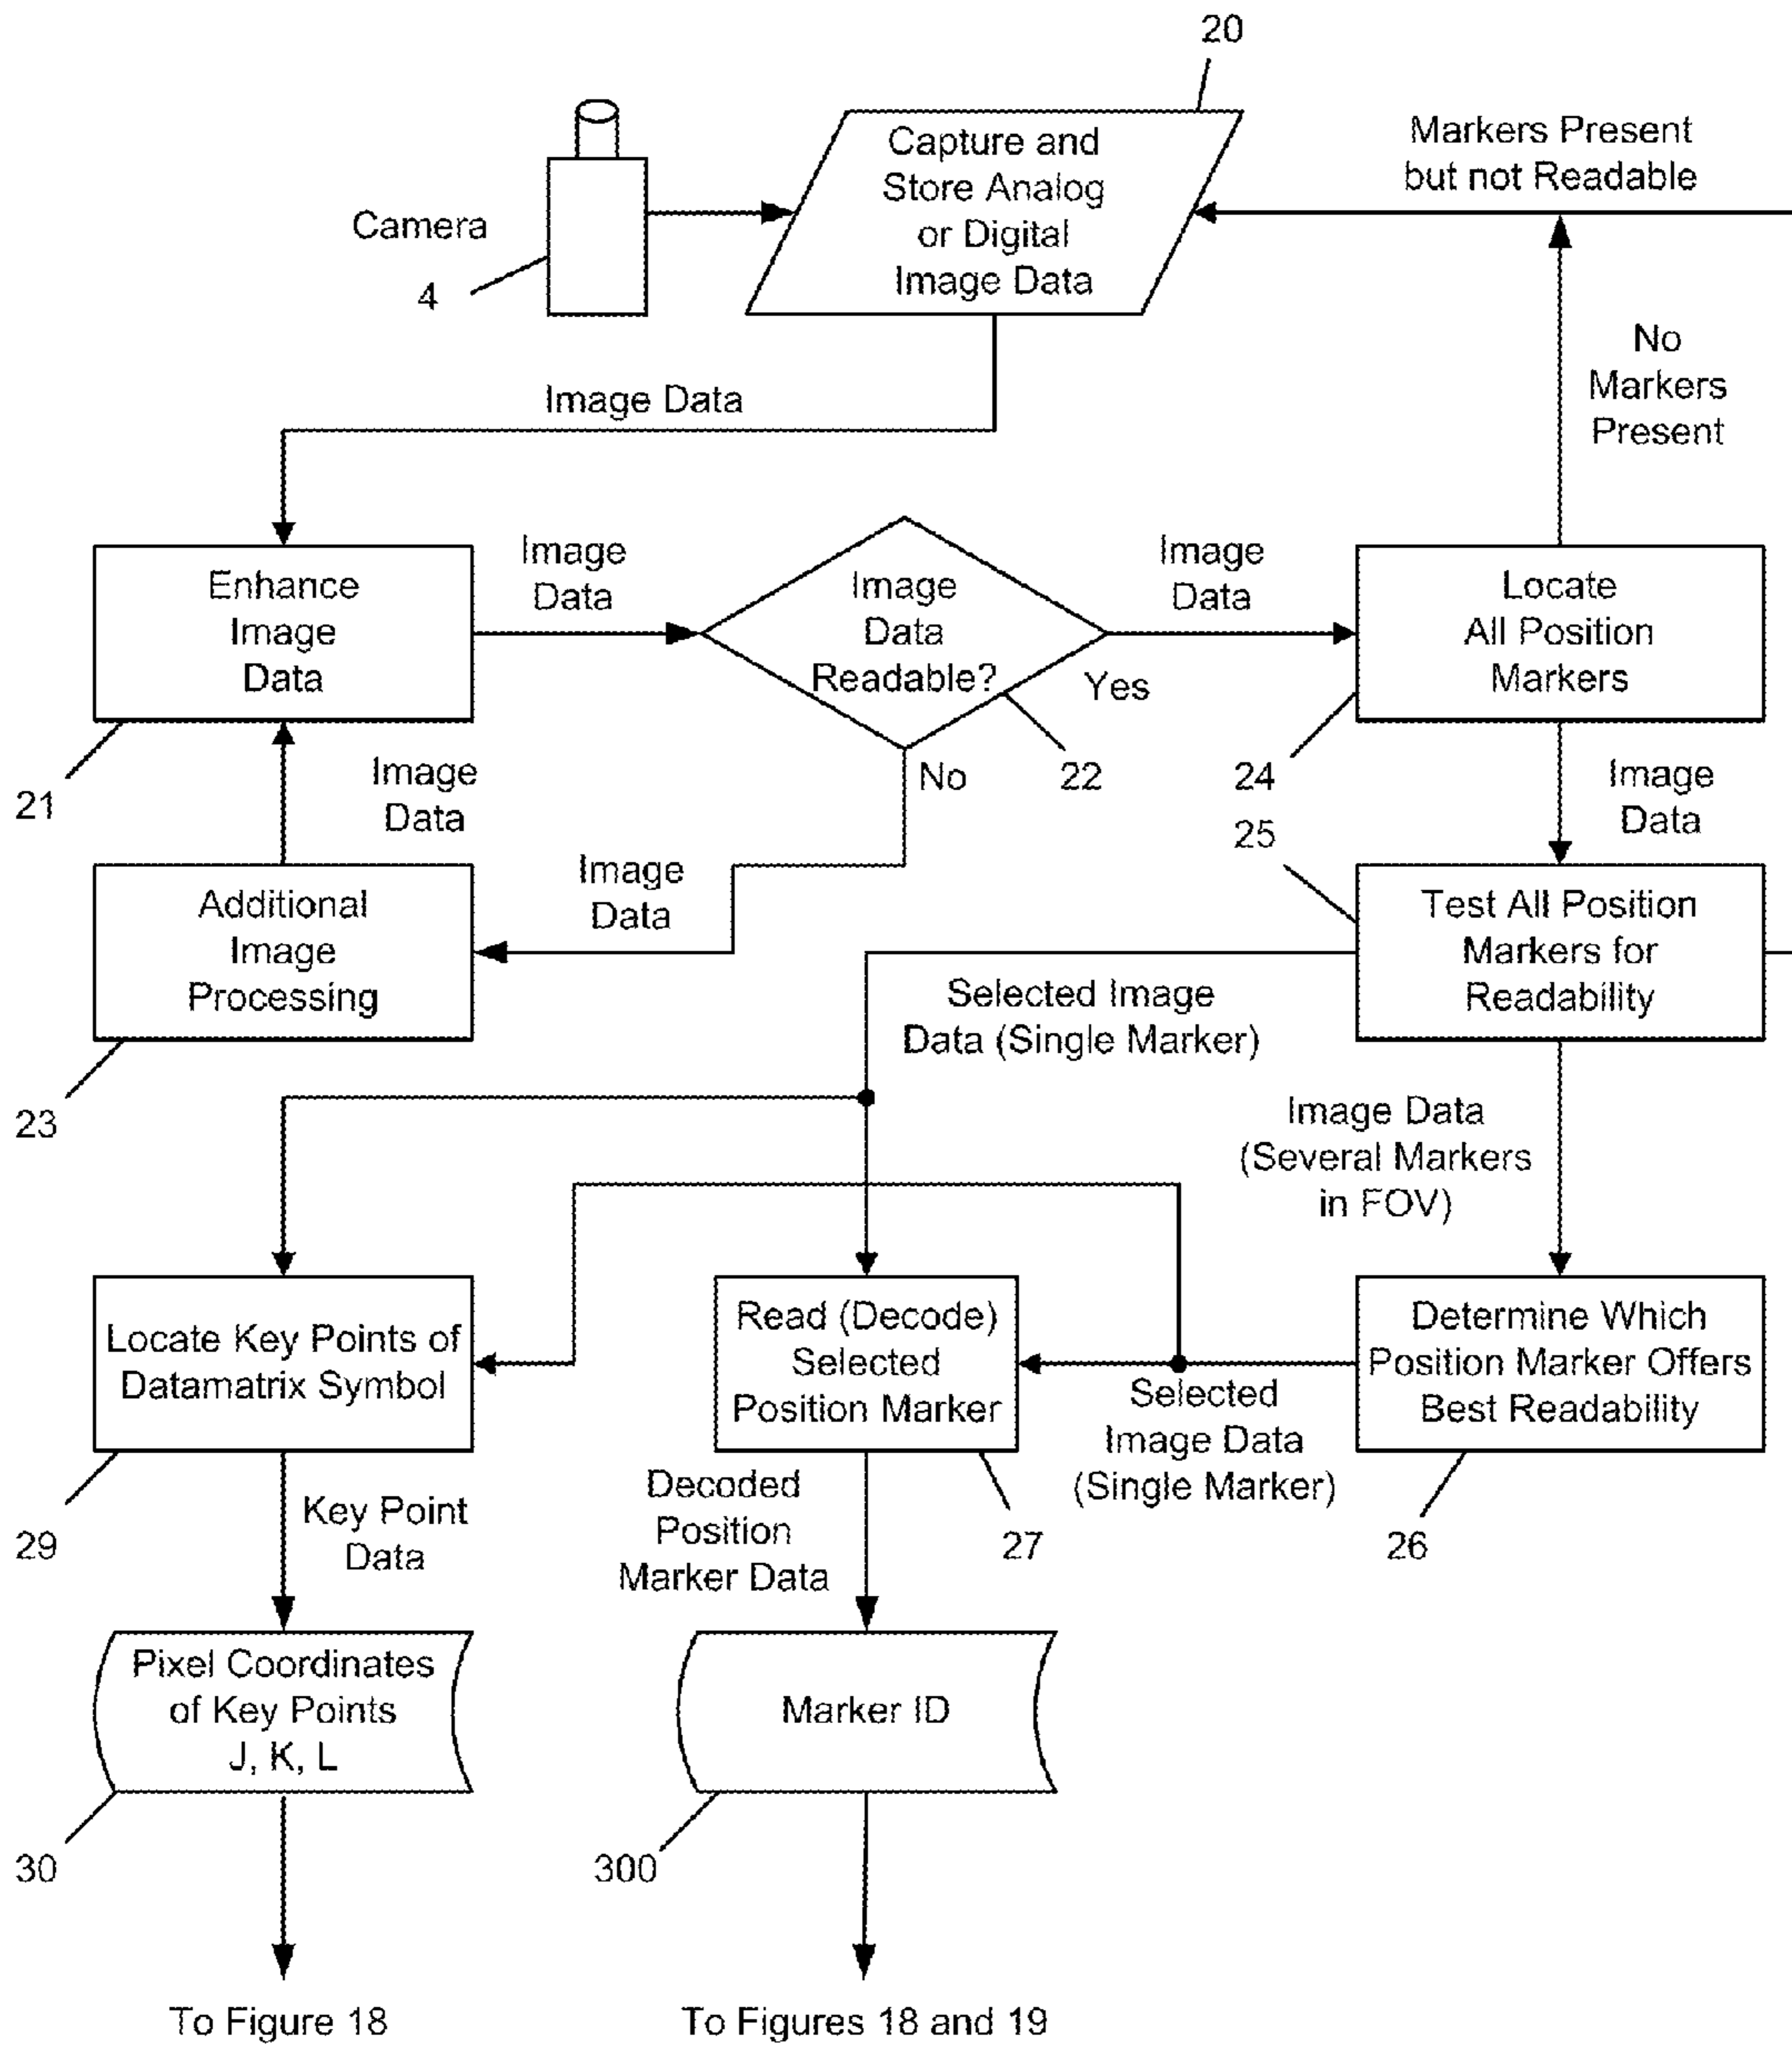 20
Camera
4
Capture and
Store Analog
or Digital
Image Data
Markers Present
but not Readable
No
Markers
Present
Image Data
Enhance
Image
Data
21
Image
Data
Image
Data
Readable?
22
Yes
No
Image
Data
Locate
All Position
Markers
24
Image
Data
Image
Data
Additional
Image
Processing
23
Image
Data
25
Test All Position
Markers for
Readability
Selected Image
Data (Single Marker)
Image Data
(Several Markers
in FOV)
Locate Key Points of
Datamatrix Symbol
29
Read (Decode)
Selected
Position Marker
27
Selected
Image Data
(Single Marker)
Determine Which
Position Marker Offers
Best Readability
26
Key Point
Data
Decoded
Position
Marker Data
Pixel Coordinates
of Key Points
J, K, L
30
Marker ID
300
To Figure 18
To Figures 18 and 19